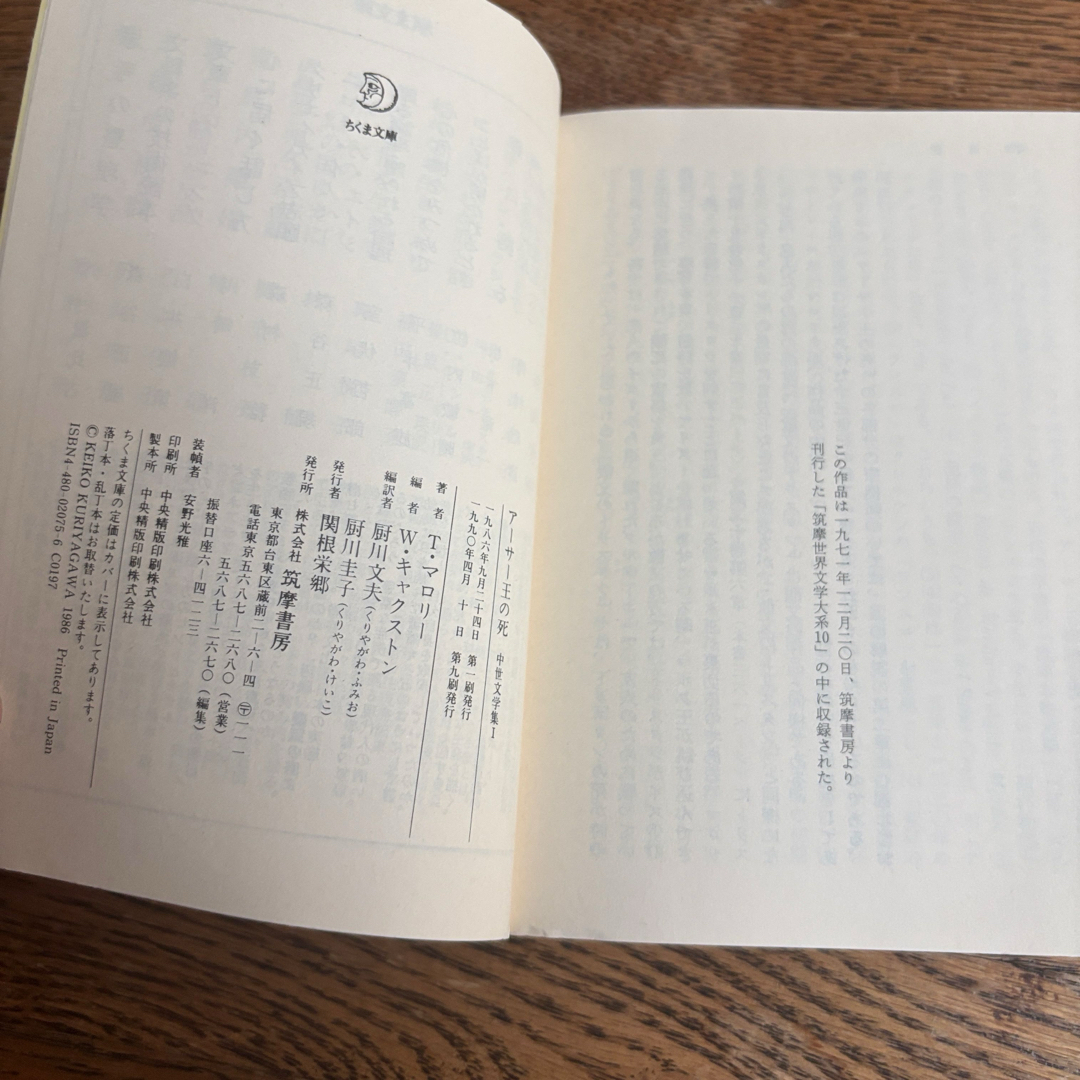 この作品は一九七一年一二月二〇日、筑摩書房より
刊行した「筑摩世界文学大系10」の中に収録された。
ちくま文庫
アーサー王の死 中世文学集Ⅰ
一九八六年九月二十四日 第一刷発行
一九九〇年四月 十 日 第九刷発行
著 者 T・マロリー
編 者 W・キャクストン
編訳者 厨川文夫(くりやがわ・ふみお)
厨川圭子(くりやがわ・けいこ)
発行者 関根栄郷
発行所 株式会社 筑摩書房
東京都台東区蔵前二―六―四 〒一一一
電話東京五六八七―二六八〇(営業)
五六八七―二六七〇(編集)
振替口座六―四一二三
装幀者 安野光雅
印刷所 中央精版印刷株式会社
製本所 中央精版印刷株式会社
ちくま文庫の定価はカバーに表示してあります。
落丁本・乱丁本はお取替いたします。
© KEIKO KURIYAGAWA 1986 Printed in Japan
ISBN4-480-02075-6 C0197